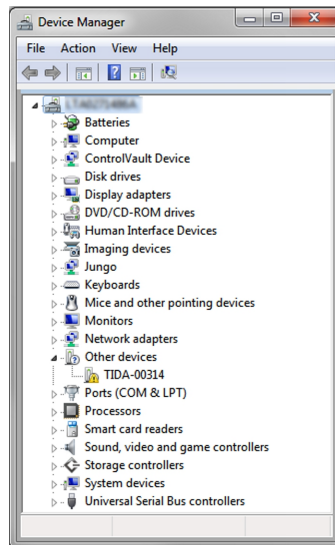 Device Manager
File Action View Help
Batteries
Computer
ControlVault Device
Disk drives
Display adapters
DVD/CD-ROM drives
Human Interface Devices
Imaging devices
Jungo
Keyboards
Mice and other pointing devices
Monitors
Network adapters
Other devices
TIDA-00314
Ports (COM & LPT)
Processors
Smart card readers
Sound, video and game controllers
Storage controllers
System devices
Universal Serial Bus controllers